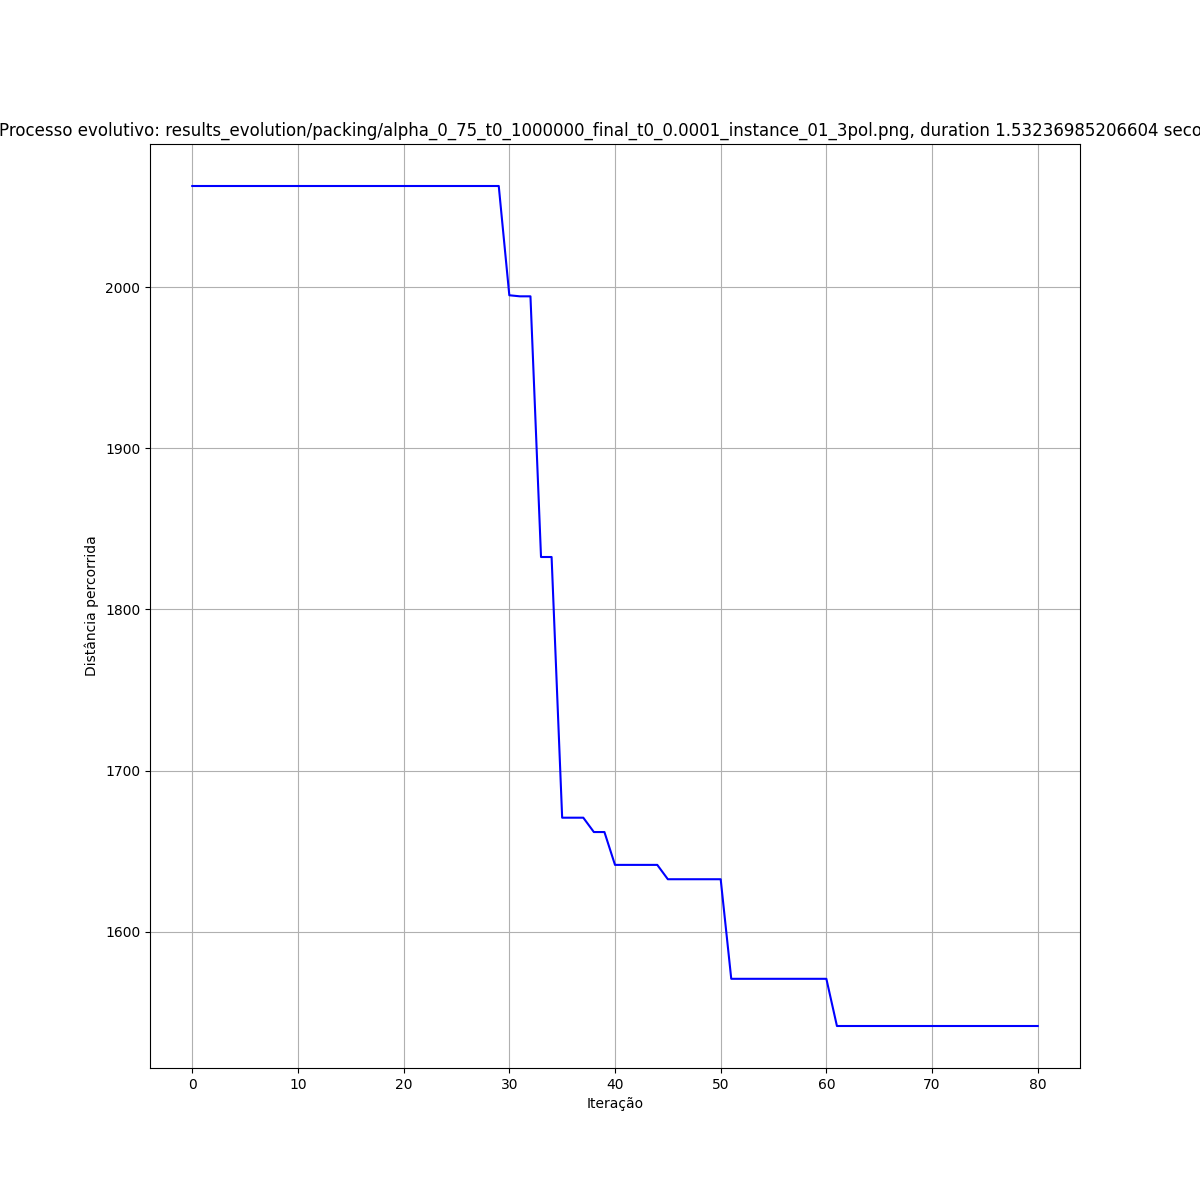 Processo evolutivo: results_evolution/packing/alpha_0_75_t0_1000000_final_t0_0.0001_instance_01_3pol.png, duration 1.53236985206604 seco
2000
1900
1800
1700
1600
Distância percorrida
0 10 20 30 40 50 60 70 80
Iteração